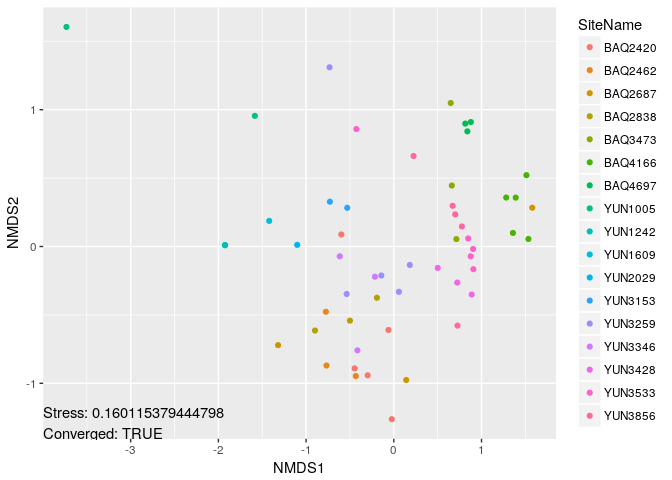 SiteName
BAQ2420
BAQ2462
BAQ2687
BAQ2838
BAQ3473
BAQ4166
BAQ4697
YUN1005
YUN1242
YUN1609
YUN2029
YUN3153
YUN3259
YUN3346
YUN3428
YUN3533
YUN3856
NMDS2
1
0
-1
Stress: 0.160115379444798
Converged: TRUE
-3 -2 -1 0 1
NMDS1